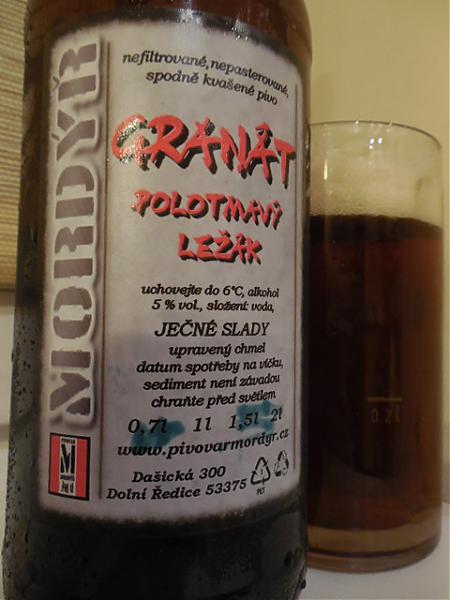 MORDÝŘ
nefiltrované, nepasterované,
spodně kvašené pivo
GRANÁT
POLOTMAVÝ
LEŽÁK
uchovejte do 6°C, alkohol
5 % vol., složení: voda,
JEČNÉ SLADY
upravený chmel
datum spotřeby na víčku,
sediment není závadou
chraňte před světlem
0,7l 1l 1,5l 2l
www.pivovarmordyr.cz
Dašická 300
Dolní Ředice 53375
PET
M
0.2l